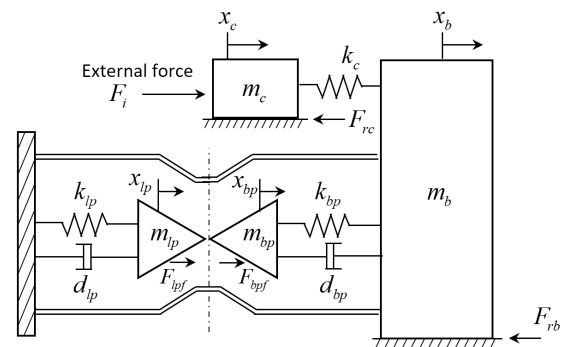 x_c
x_b
k_c
External force
F_i
m_c
F_rc
x_lp
x_bp
k_lp
k_bp
m_lp
m_bp
m_b
F_lpf
F_bpf
d_lp
d_bp
F_rb